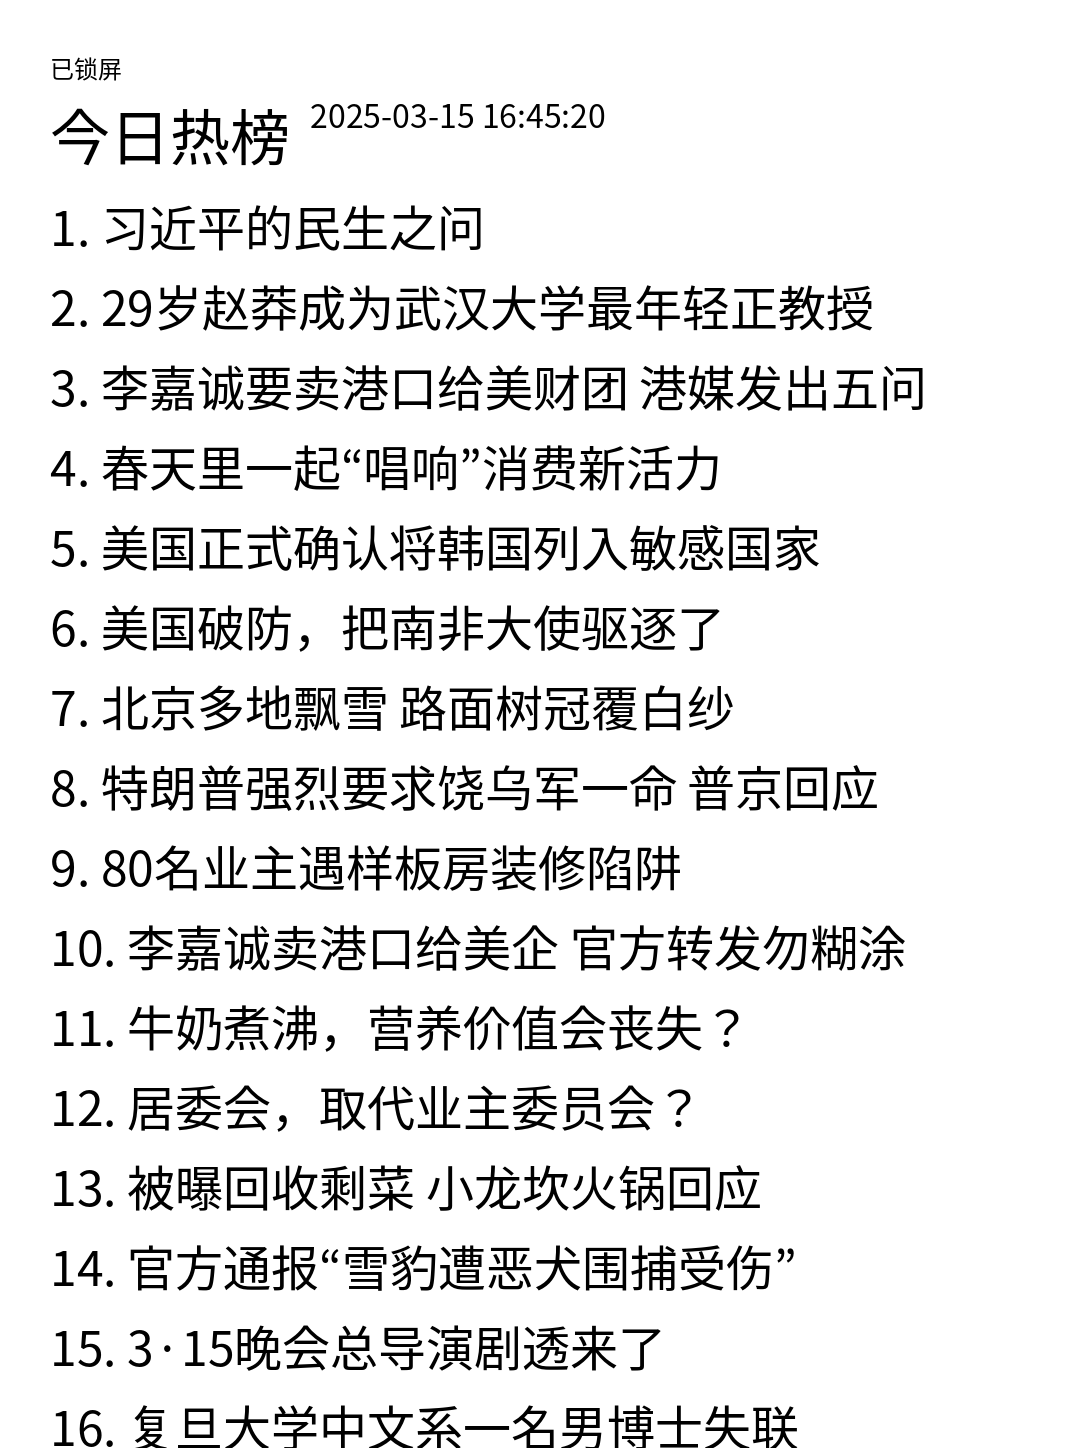 已锁屏
今日热榜 2025-03-15 16:45:20
1. 习近平的民生之问
2. 29岁赵莽成为武汉大学最年轻正教授
3. 李嘉诚要卖港口给美财团 港媒发出五问
4. 春天里一起“唱响”消费新活力
5. 美国正式确认将韩国列入敏感国家
6. 美国破防，把南非大使驱逐了
7. 北京多地飘雪 路面树冠覆白纱
8. 特朗普强烈要求饶乌军一命 普京回应
9. 80名业主遇样板房装修陷阱
10. 李嘉诚卖港口给美企 官方转发勿糊涂
11. 牛奶煮沸，营养价值会丧失？
12. 居委会，取代业主委员会？
13. 被曝回收剩菜 小龙坎火锅回应
14. 官方通报“雪豹遭恶犬围捕受伤”
15. 3·15晚会总导演剧透来了
16. 复旦大学中文系一名男博士失联